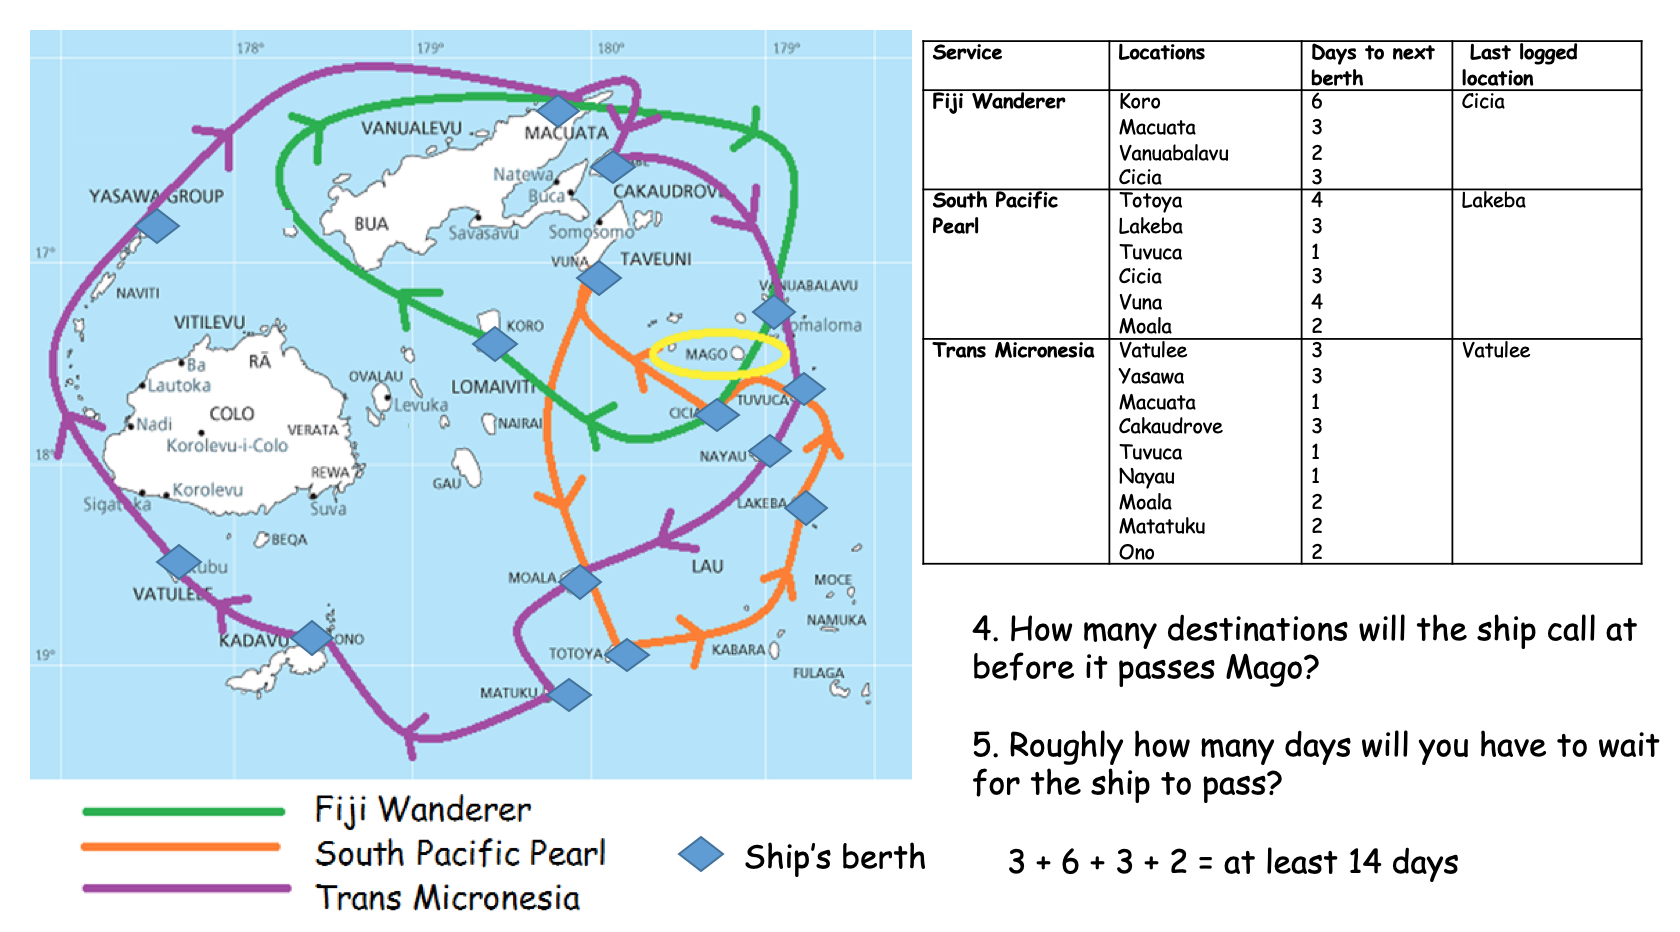 178°
179°
180°
179°
VANUALEVU
MACUATA
Natewa
Buca
CAKAUDROVE
YASAWA GROUP
BUA
Savasavu
Somosomo
17°
VUNA
TAVEUNI
NAVITI
VANUABALAVU
VITILEVU
KORO
omaloma
RĀ
MAGO
Ba
Lautoka
OVALAU
LOMAIVITI
Levuka
TUVUCA
COLO
CICIA
Nadi
VERATA
NAIRAI
Korolevu-i-Colo
18°
NAYAU
REWA
GAU
Korolevu
Sigatoka
Suva
LAKEBA
BEQA
kubu
MOALA
LAU
MOCE
VATULELE
NAMUKA
KADAVU
ONO
19°
TOTOYA
KABARA
FULAGA
MATUKU
Fiji Wanderer
South Pacific Pearl
Trans Micronesia
Ship's berth
Service Locations Days to next Last logged
berth location
Fiji Wanderer Koro 6 Cicia
Macuata 3
Vanuabalavu 2
Cicia 3
South Pacific Totoya 4 Lakeba
Pearl Lakeba 3
Tuvuca 1
Cicia 3
Vuna 4
Moala 2
Trans Micronesia Vatulee 3 Vatulee
Yasawa 3
Macuata 1
Cakaudrove 3
Tuvuca 1
Nayau 1
Moala 2
Matatuku 2
Ono 2
4. How many destinations will the ship call at
before it passes Mago?
5. Roughly how many days will you have to wait
for the ship to pass?
3 + 6 + 3 + 2 = at least 14 days